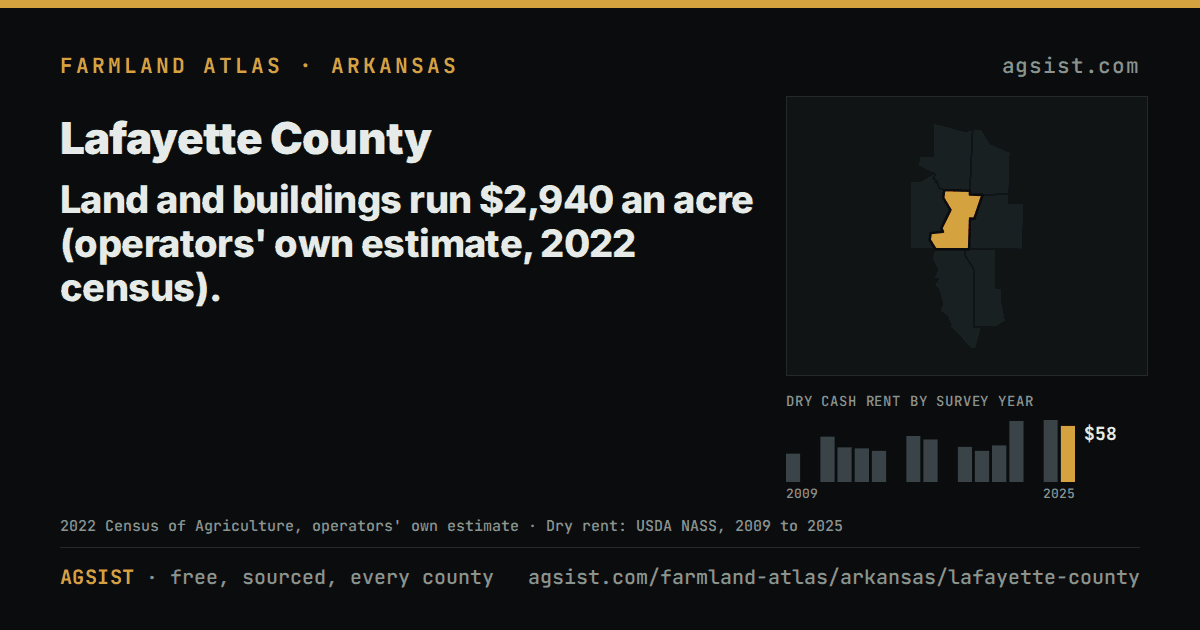 FARMLAND ATLAS · ARKANSAS
agsist.com
Lafayette County
Land and buildings run $2,940 an acre
(operators' own estimate, 2022
census).
DRY CASH RENT BY SURVEY YEAR
$58
2009
2025
2022 Census of Agriculture, operators' own estimate · Dry rent: USDA NASS, 2009 to 2025
AGSIST · free, sourced, every county
agsist.com/farmland-atlas/arkansas/lafayette-county